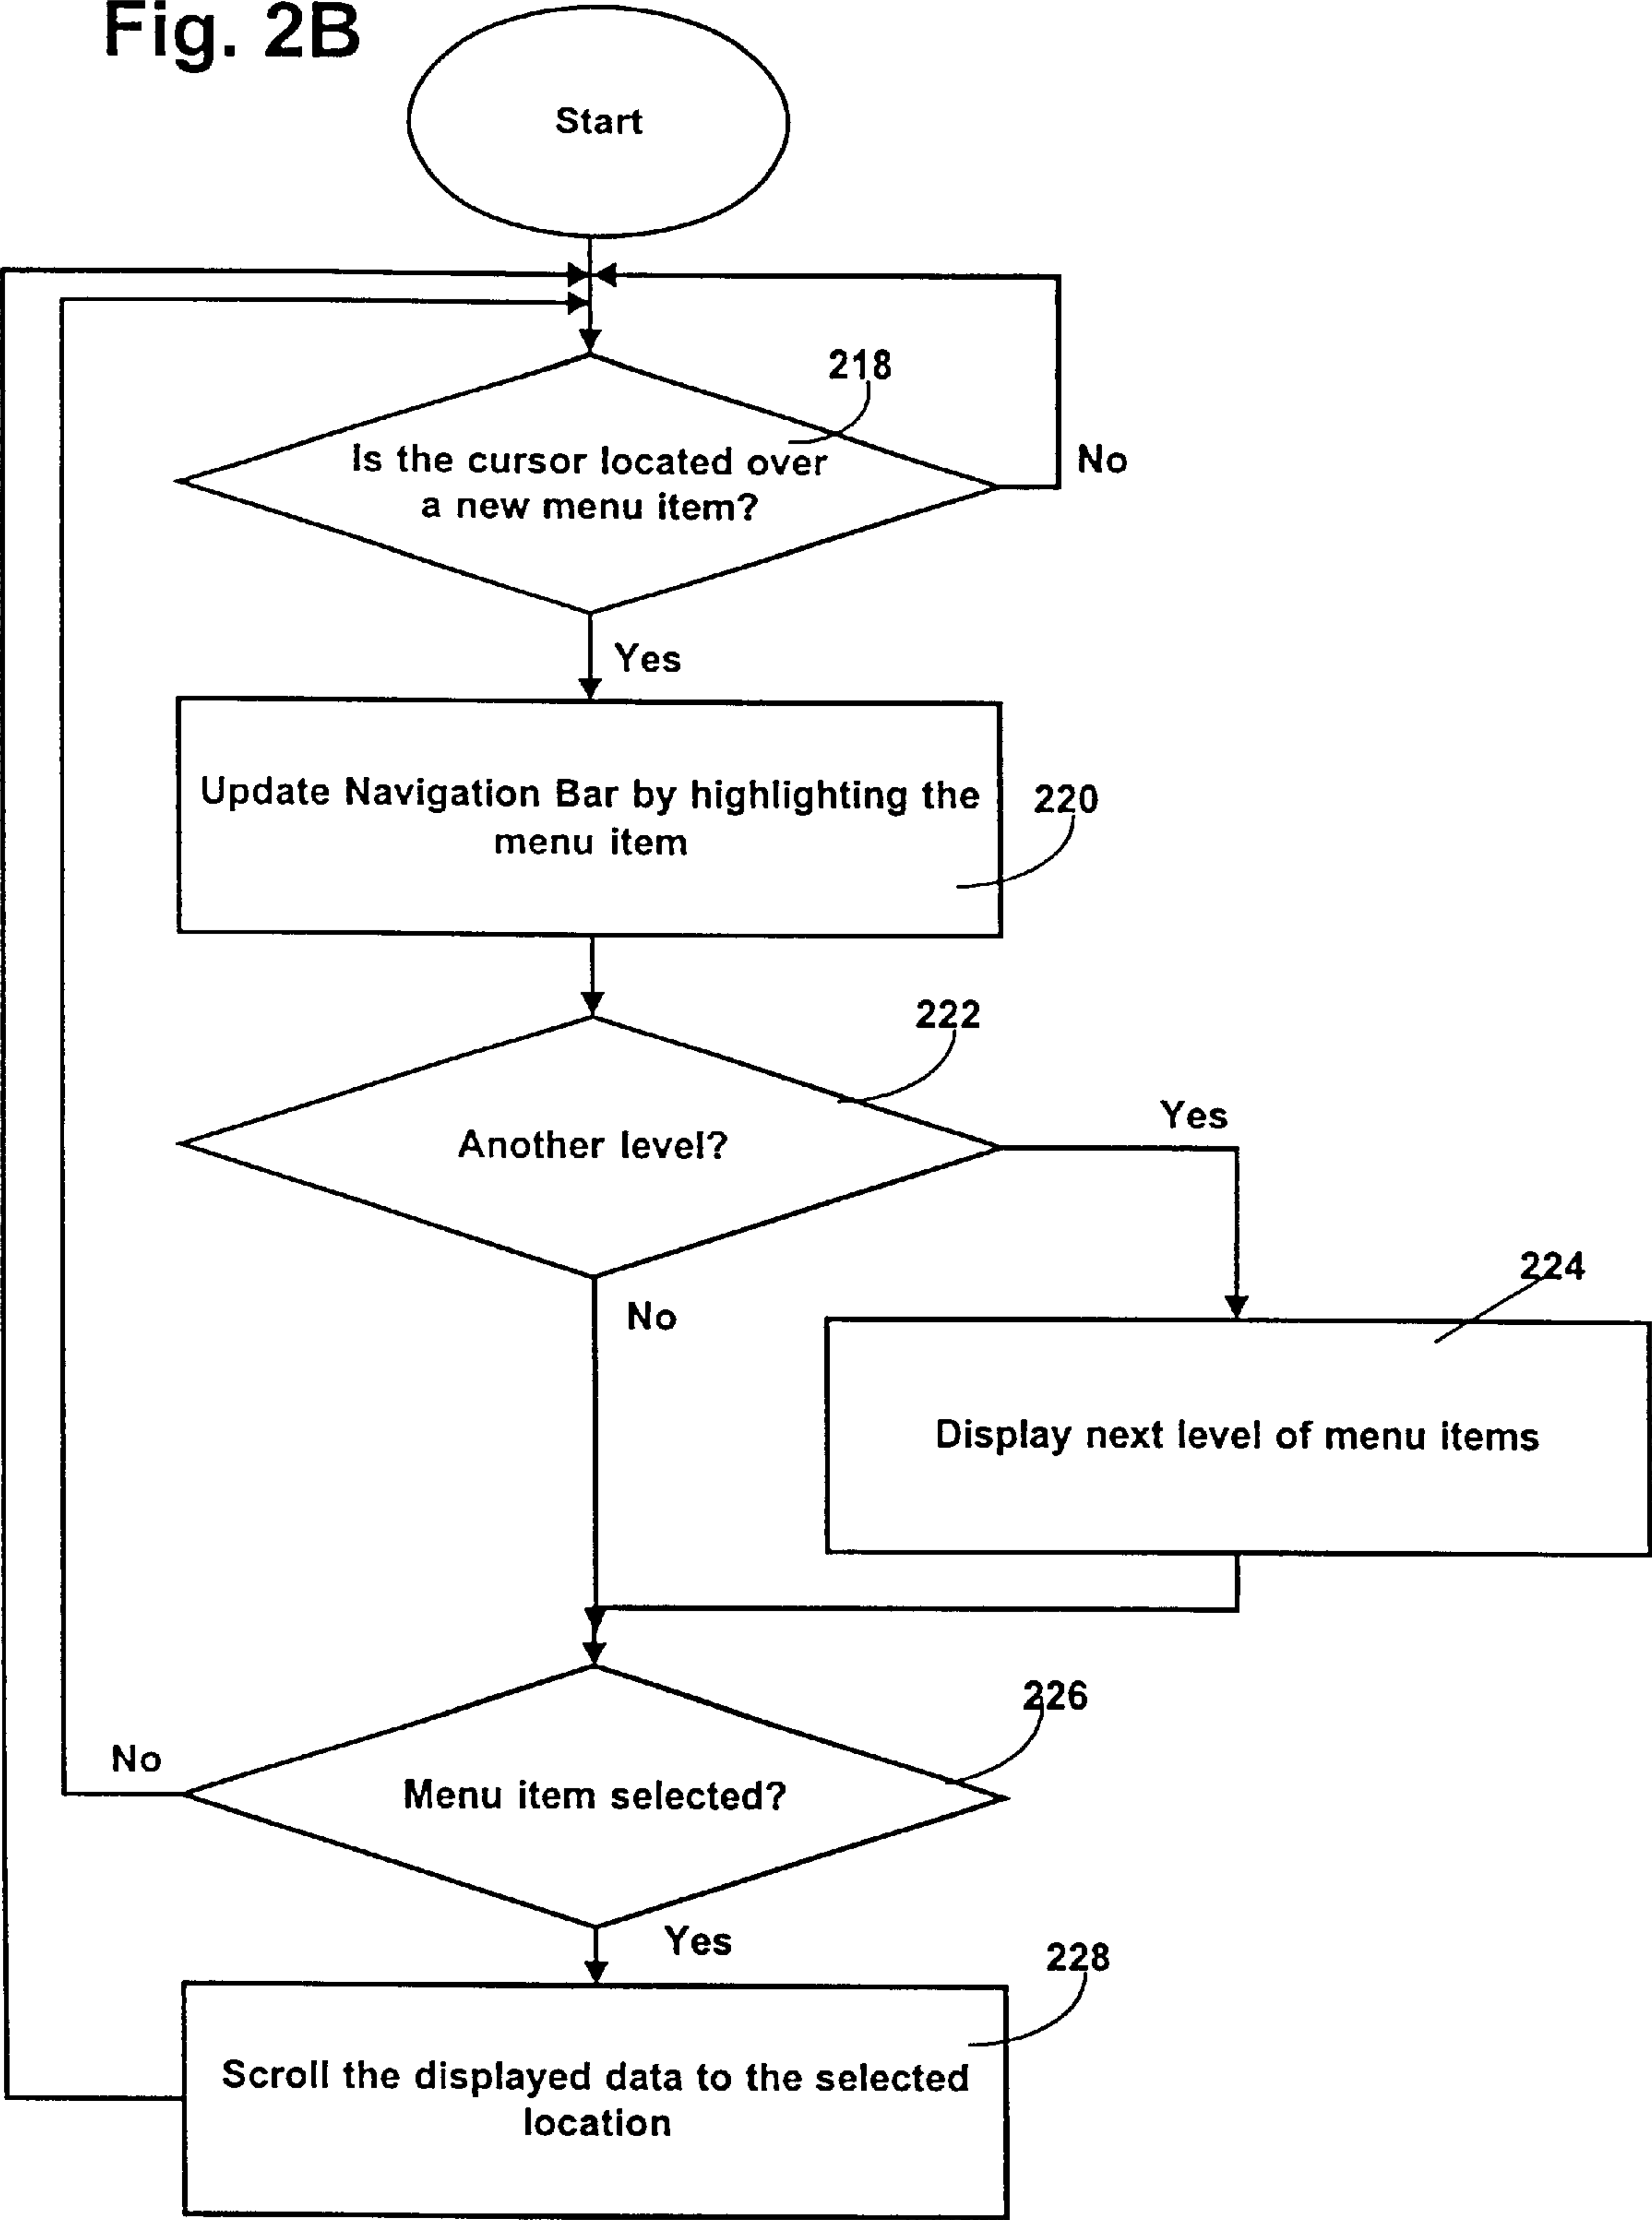 Fig. 2B
Start
218
Is the cursor located over
a new menu item?
No
Yes
Update Navigation Bar by highlighting the
menu item
220
222
Another level?
Yes
No
224
Display next level of menu items
226
No
Menu item selected?
Yes
228
Scroll the displayed data to the selected
location